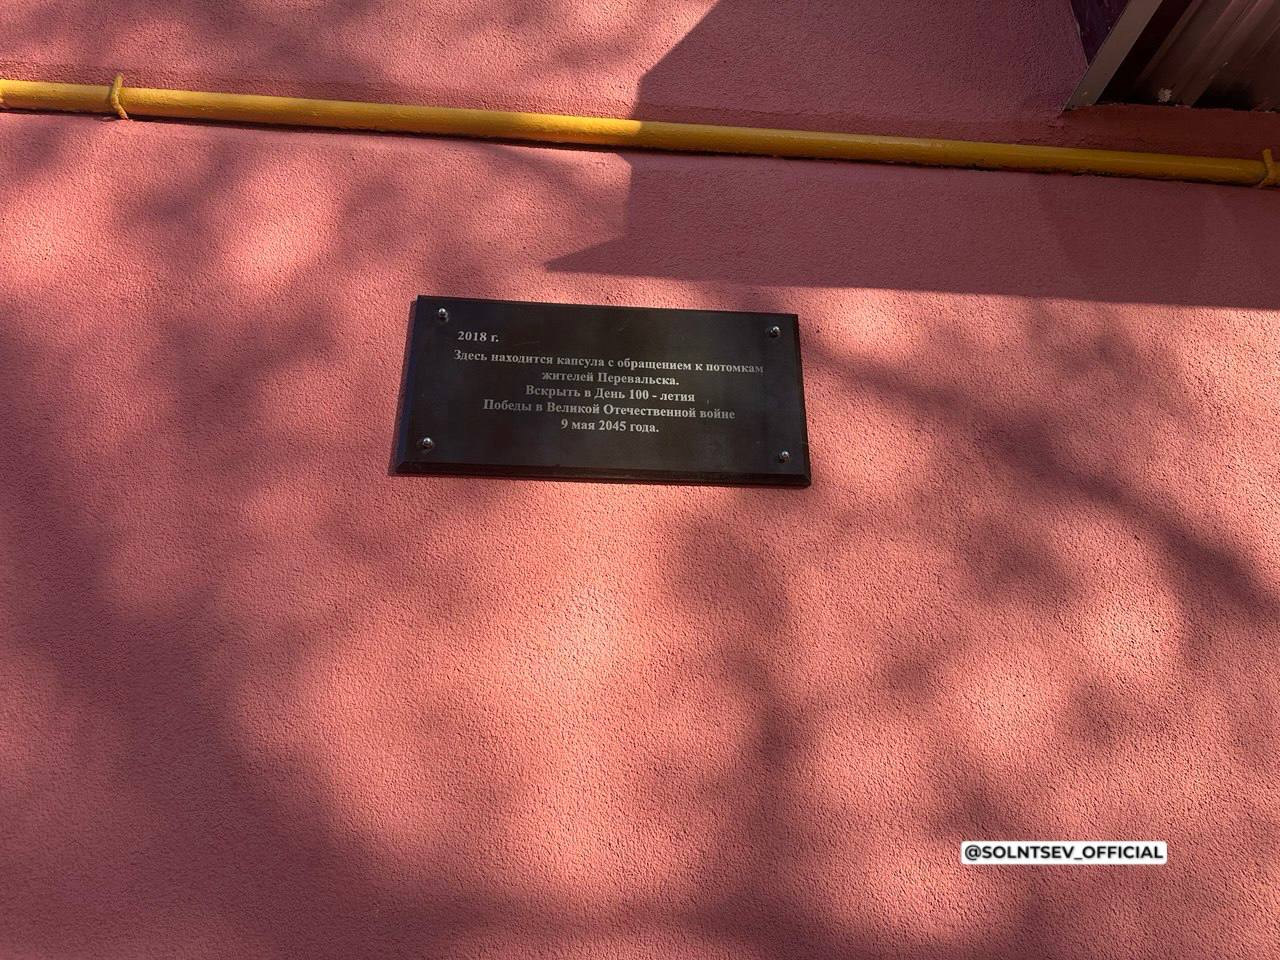 2018 г.
Здесь находится капсула с обращением к потомкам
жителей Перевальска.
Вскрыть в День 100 - летия
Победы в Великой Отечественной войне
9 мая 2045 года.
@SOLNTSEV_OFFICIAL